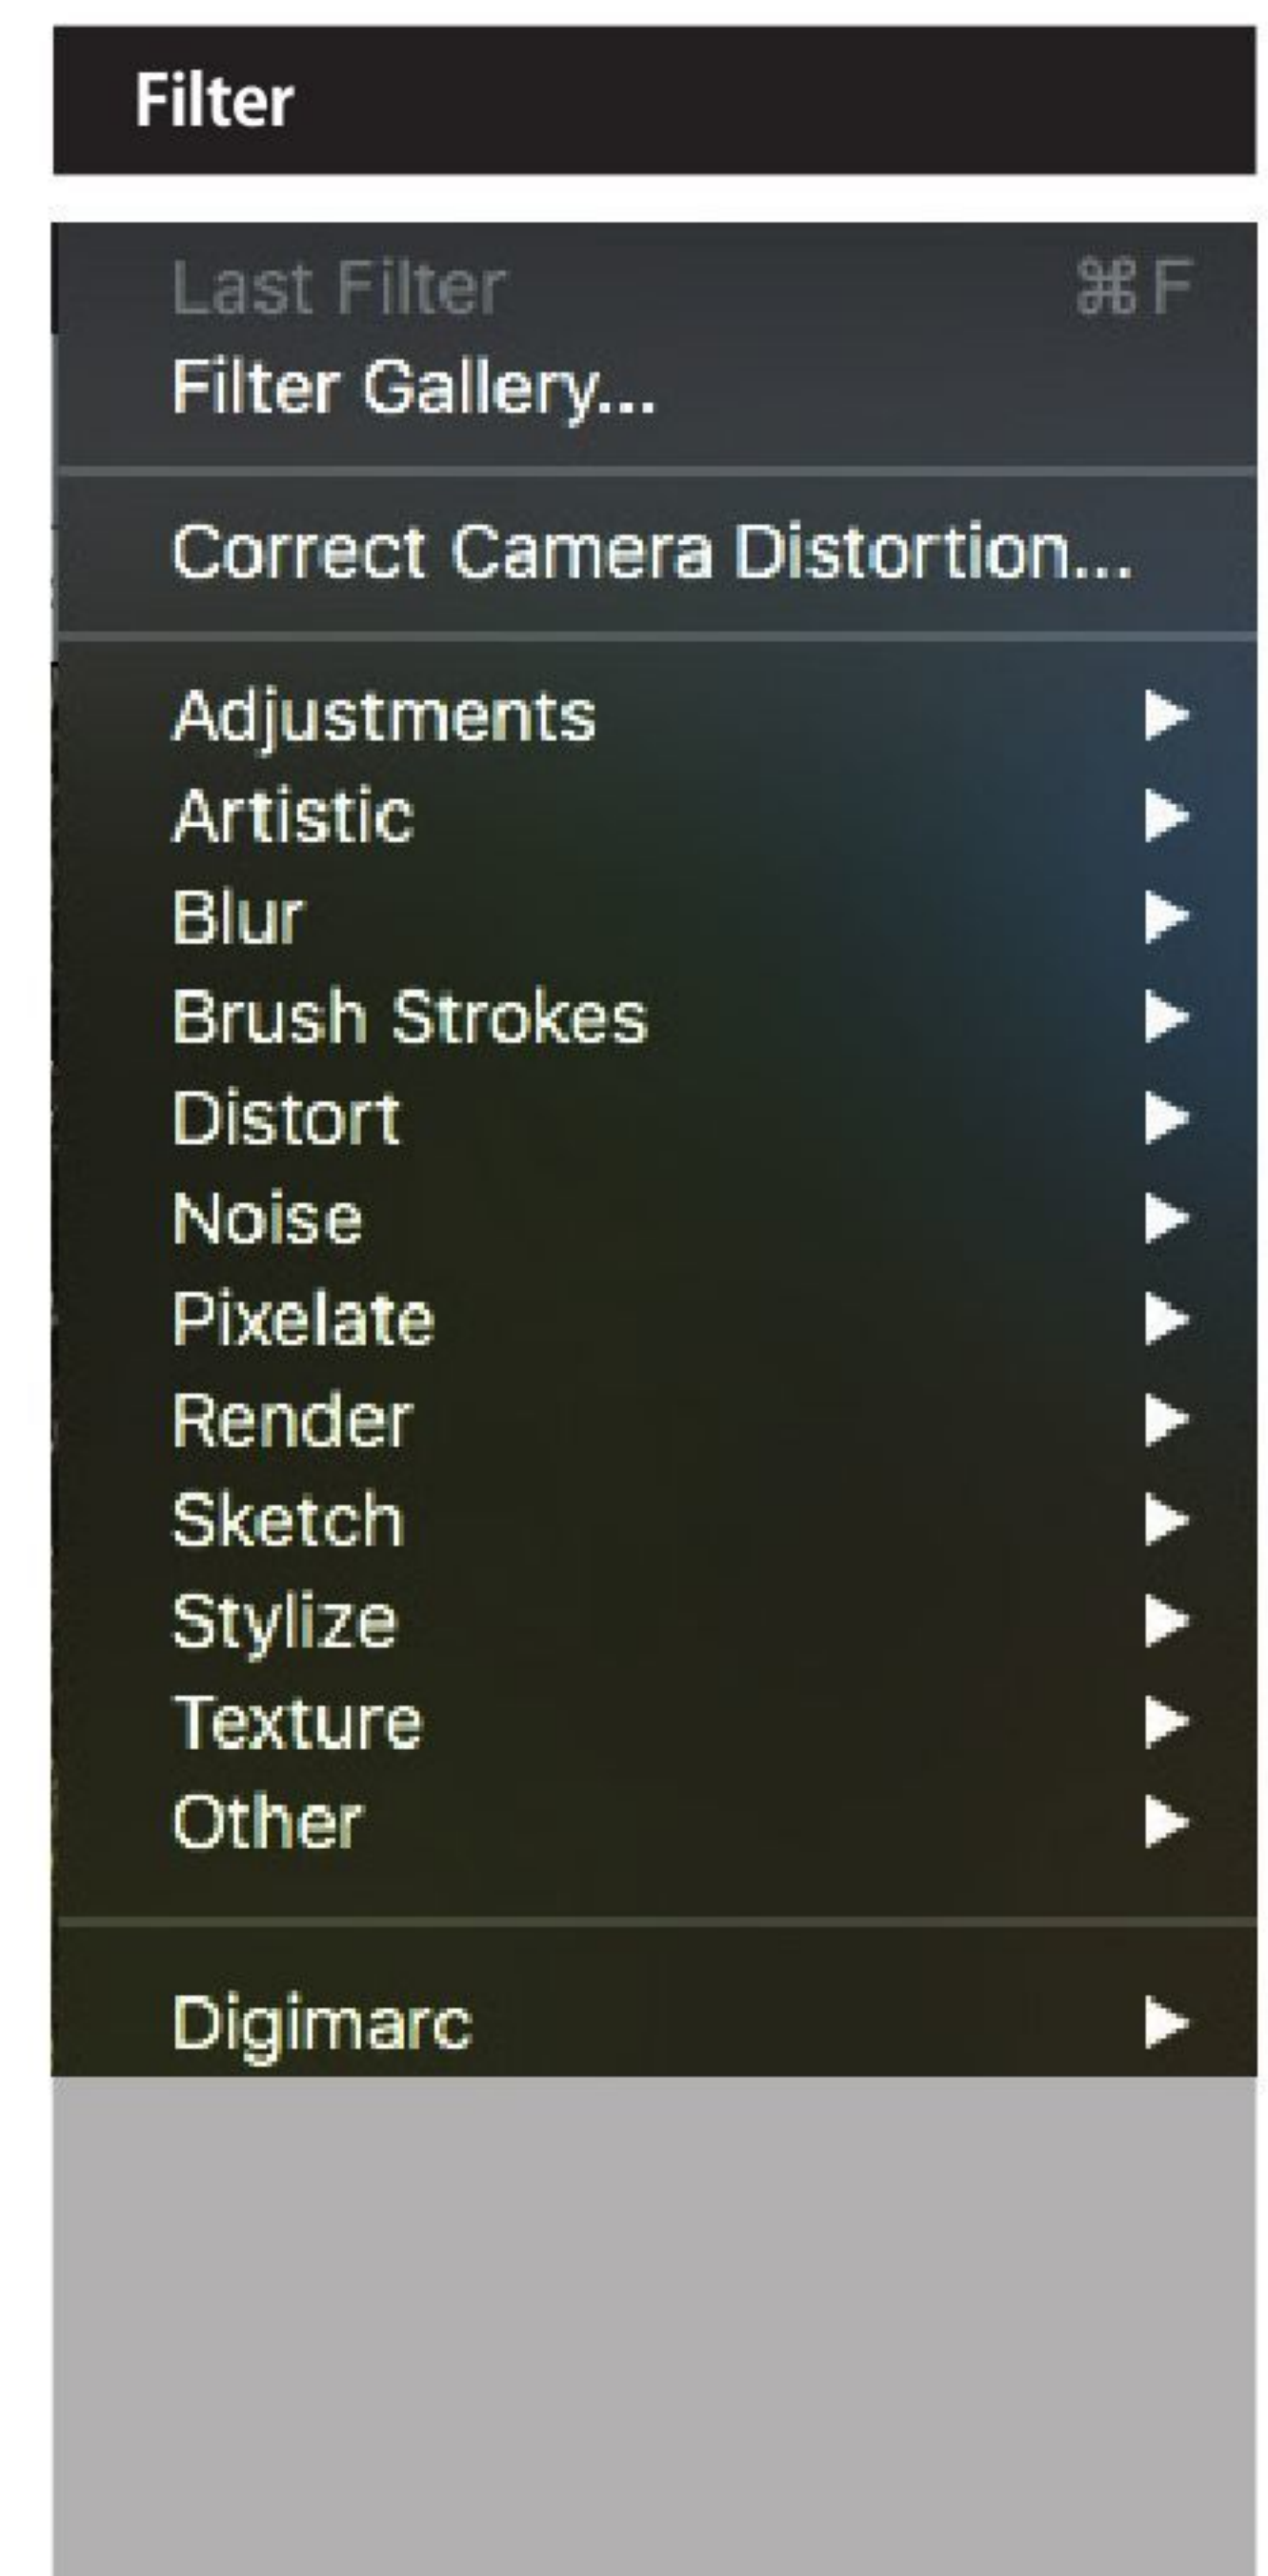 Filter
Last Filter ⌘F
Filter Gallery...
Correct Camera Distortion...
Adjustments ▶
Artistic ▶
Blur ▶
Brush Strokes ▶
Distort ▶
Noise ▶
Pixelate ▶
Render ▶
Sketch ▶
Stylize ▶
Texture ▶
Other ▶
Digimarc ▶